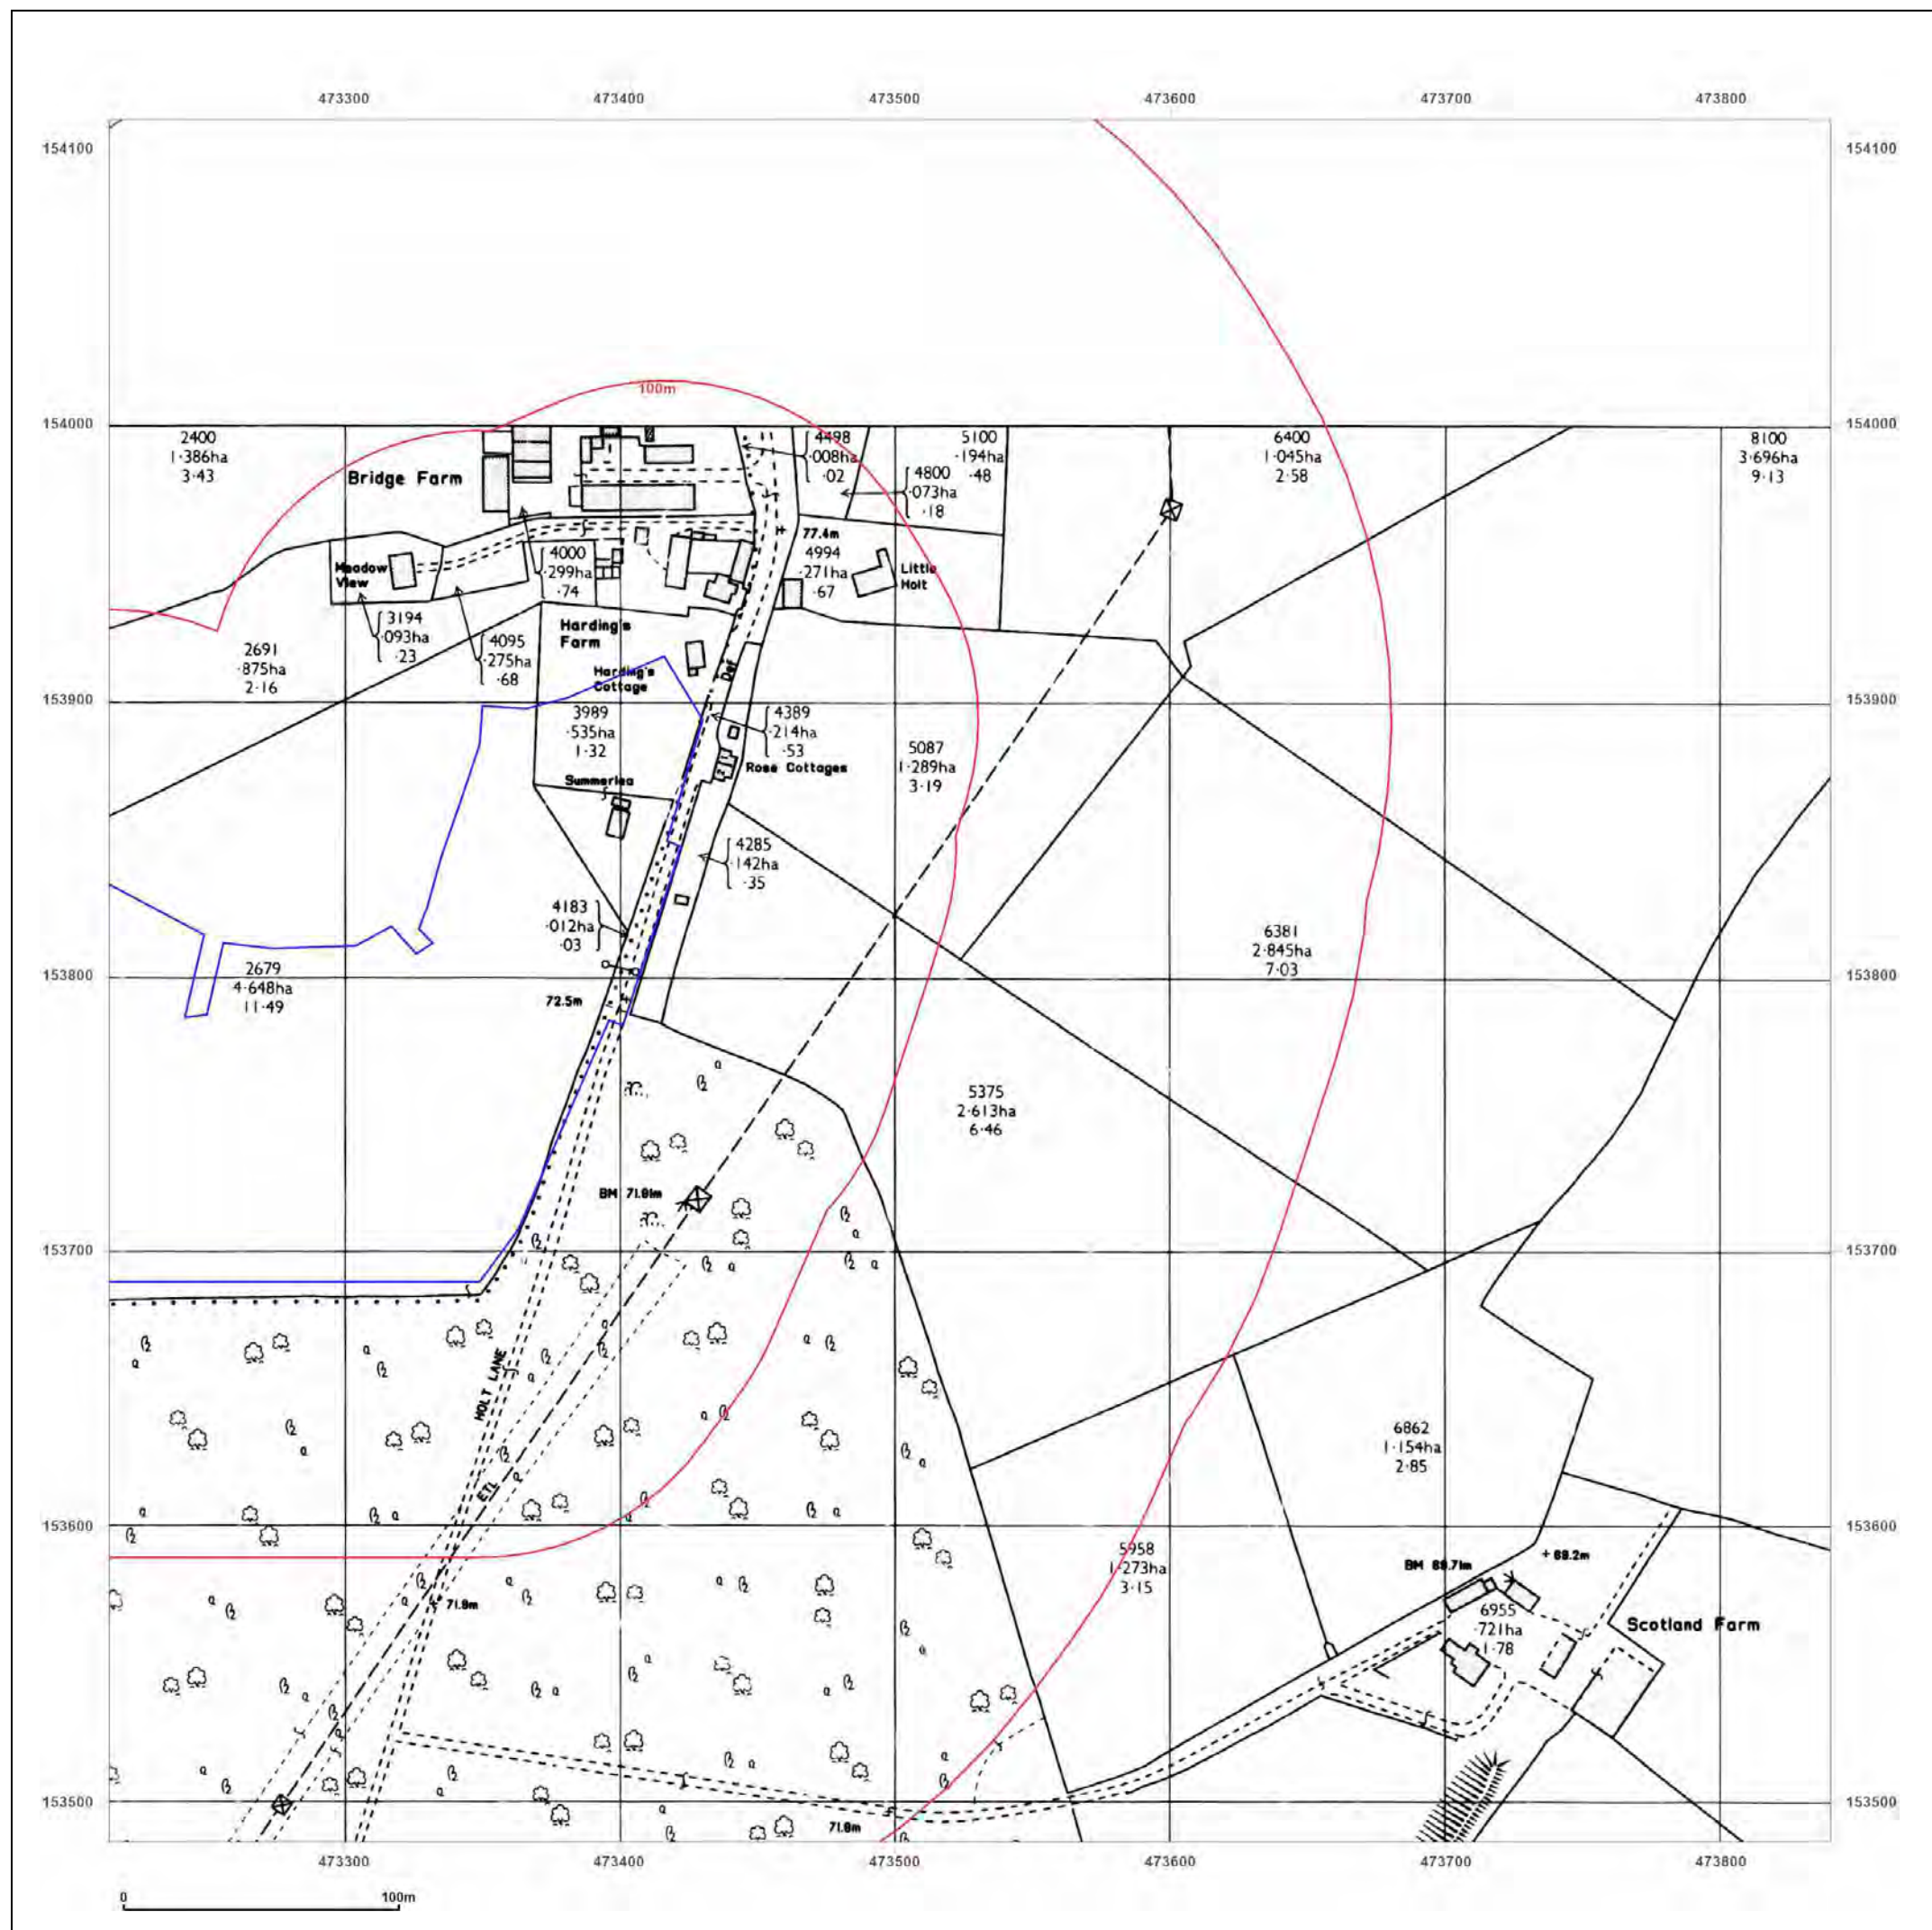 473300 473400 473500 473600 473700 473800
154100 154100
100m
154000 154000
2400
1·386ha
3·43
Bridge Farm
4498
·008ha
·02
5100
·194ha
·48
4800
·073ha
·18
6400
1·045ha
2·58
8100
3·696ha
9·13
77.4m
4994
·271ha
·67
Little
Holt
Meadow
View
4000
·299ha
·74
3194
·093ha
·23
4095
·275ha
·68
2691
·875ha
2·16
Harding's
Farm
Harding's
Cottage
Def
153900 153900
3989
·535ha
1·32
4389
·214ha
·53
5087
1·289ha
3·19
Rose Cottages
1
2
Summerlea
4285
·142ha
·35
4183
·012ha
·03
6381
2·845ha
7·03
153800 153800
2679
4·648ha
11·49
72.5m
5375
2·613ha
6·46
BM 71.81m
153700 153700
HOLT LANE
ETL
6862
1·154ha
2·85
153600 153600
5958
1·273ha
3·15
BM 69.71m
69.2m
71.9m
6955
·721ha
1·78
Scotland Farm
153500 153500
71.8m
473300 473400 473500 473600 473700 473800
0 100m